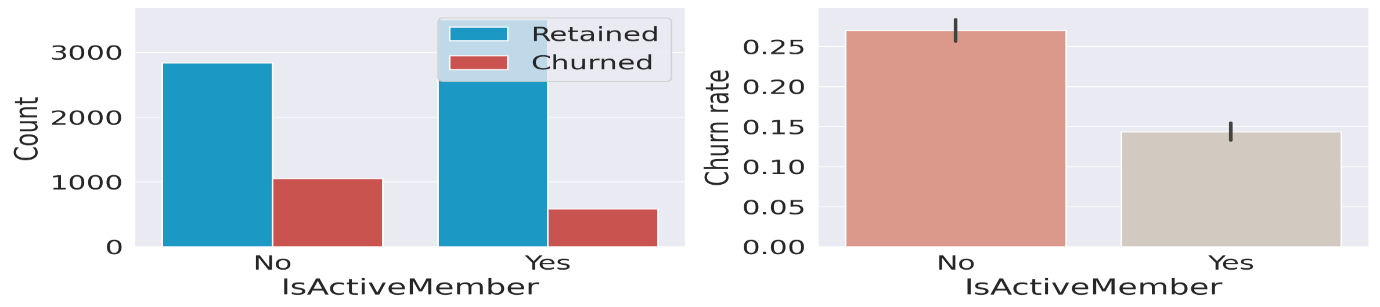 Count
3000
2000
1000
0
Retained
Churned
No Yes
IsActiveMember
Churn rate
0.25
0.20
0.15
0.10
0.05
0.00
No Yes
IsActiveMember